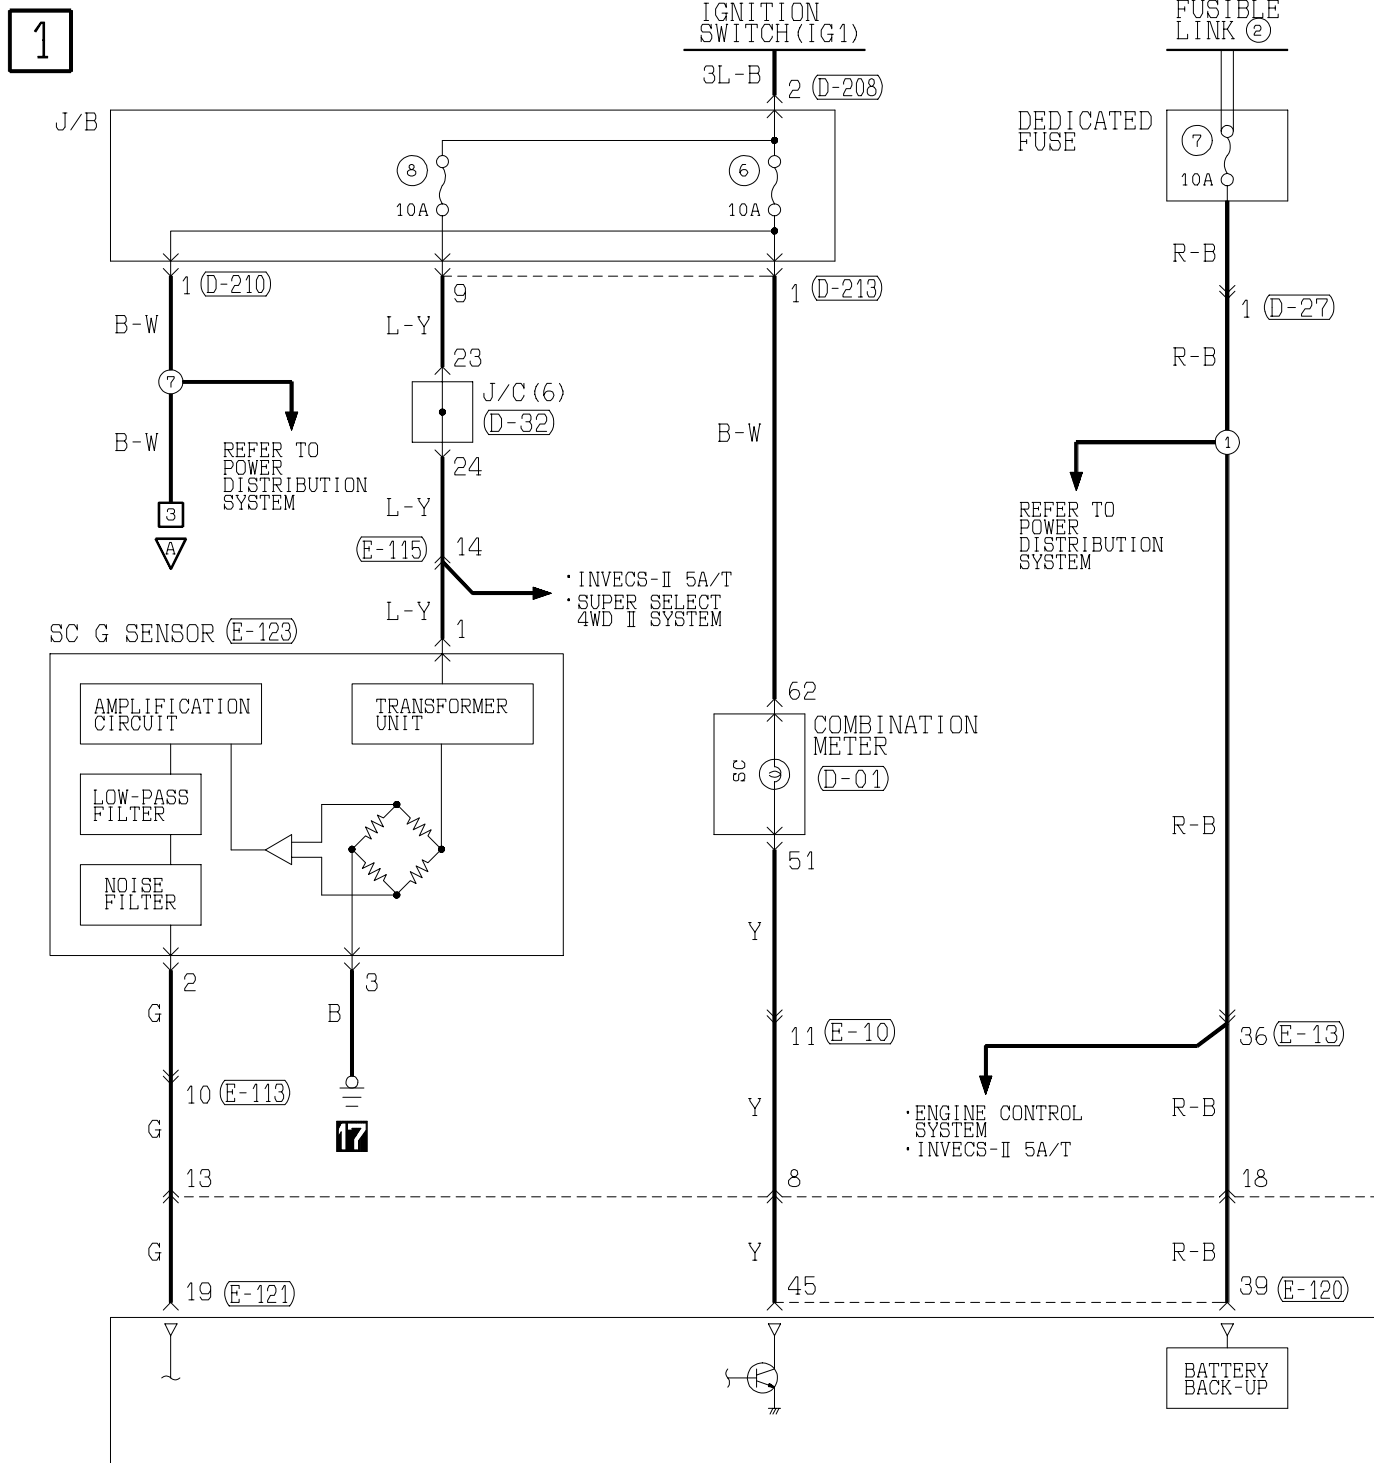 1
IGNITION
SWITCH(IG1)
FUSIBLE
LINK ②
3L-B
2 (D-208)
J/B
DEDICATED
FUSE
⑧
10A
⑥
10A
⑦
10A
R-B
1 (D-210)
9
1 (D-213)
1 (D-27)
B-W
L-Y
R-B
23
J/C(6)
(D-32)
⑦
B-W
REFER TO
POWER
DISTRIBUTION
SYSTEM
24
B-W
①
L-Y
3
A
REFER TO
POWER
DISTRIBUTION
SYSTEM
(E-115)
14
·INVECS-Ⅱ 5A/T
·SUPER SELECT
4WD Ⅱ SYSTEM
L-Y
1
SC G SENSOR (E-123)
AMPLIFICATION
CIRCUIT
TRANSFORMER
UNIT
62
COMBINATION
METER
(D-01)
SC
LOW-PASS
FILTER
R-B
51
NOISE
FILTER
Y
2
3
G
B
11 (E-10)
36 (E-13)
10 (E-113)
17
G
Y
·ENGINE CONTROL
SYSTEM
·INVECS-Ⅱ 5A/T
R-B
13
8
18
G
Y
R-B
19 (E-121)
45
39 (E-120)
BATTERY
BACK-UP